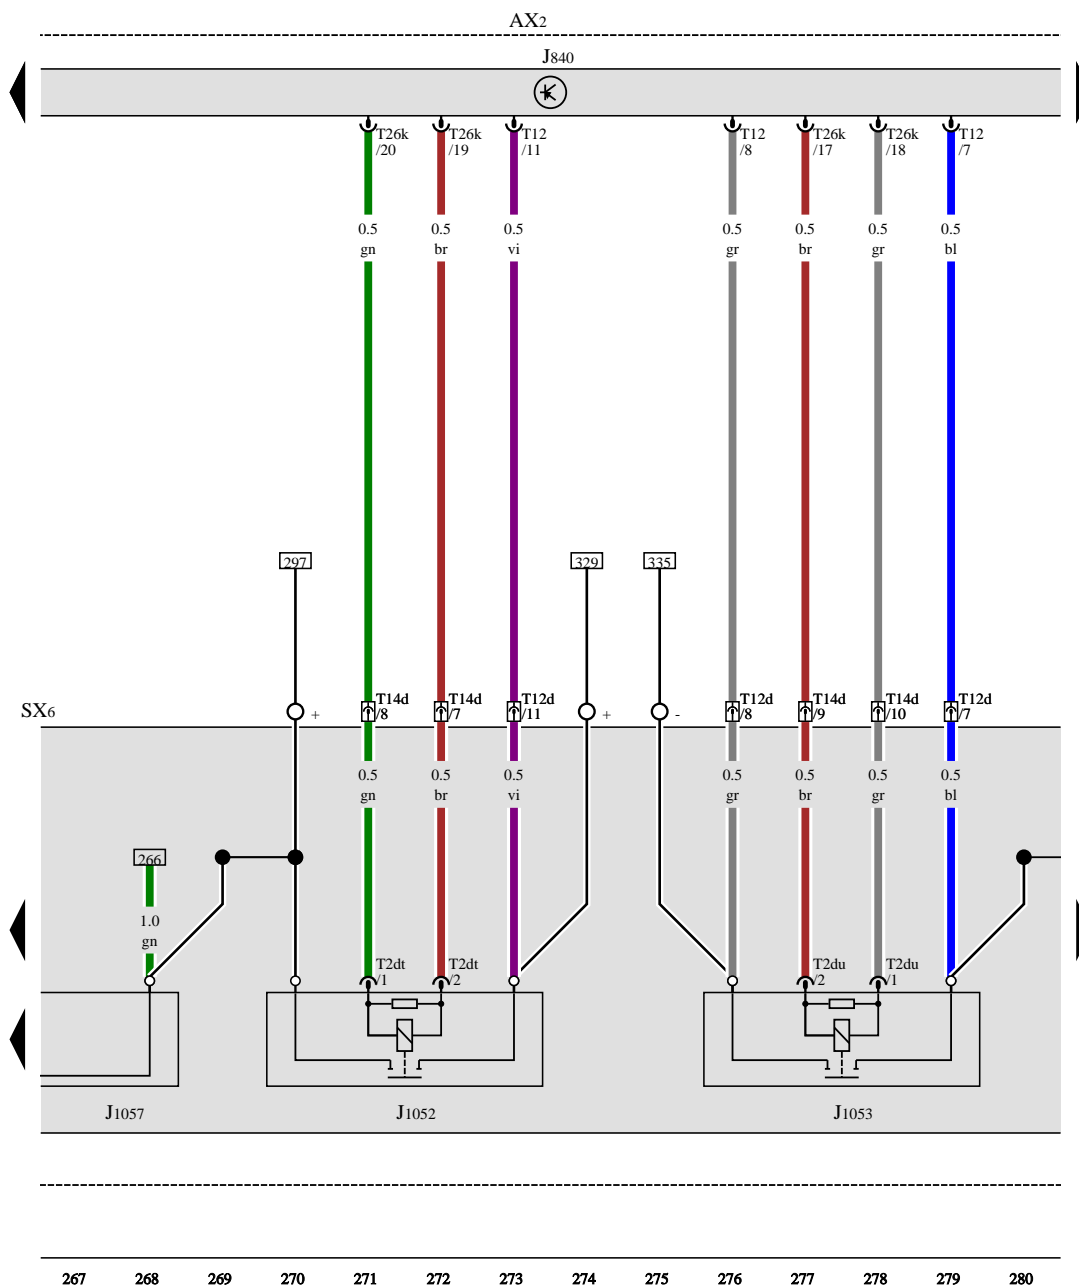 AX2
J840
T26k /20
T26k /19
T12 /11
T12 /8
T26k /17
T26k /18
T12 /7
0.5 gn
0.5 br
0.5 vi
0.5 gr
0.5 br
0.5 gr
0.5 bl
297
329
335
SX6
+
T14d /8
T14d /7
T12d /11
+
-
T12d /8
T14d /9
T14d /10
T12d /7
0.5 gn
0.5 br
0.5 vi
0.5 gr
0.5 br
0.5 gr
0.5 bl
266
1.0 gn
T2dt /1
T2dt /2
T2du /2
T2du /1
J1057
J1052
J1053
267 268 269 270 271 272 273 274 275 276 277 278 279 280